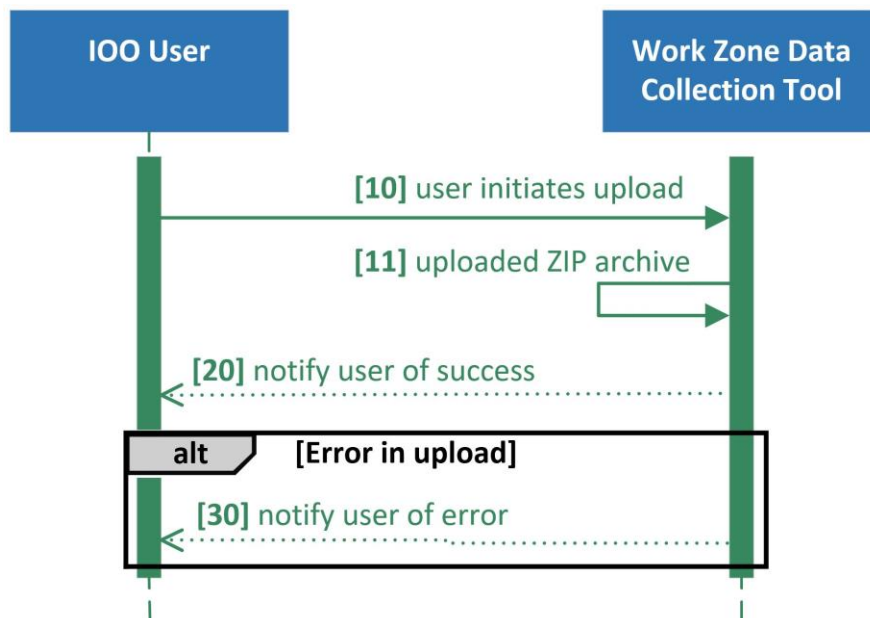 IOO User
Work Zone Data
Collection Tool
[10] user initiates upload
[11] uploaded ZIP archive
[20] notify user of success
alt [Error in upload]
[30] notify user of error